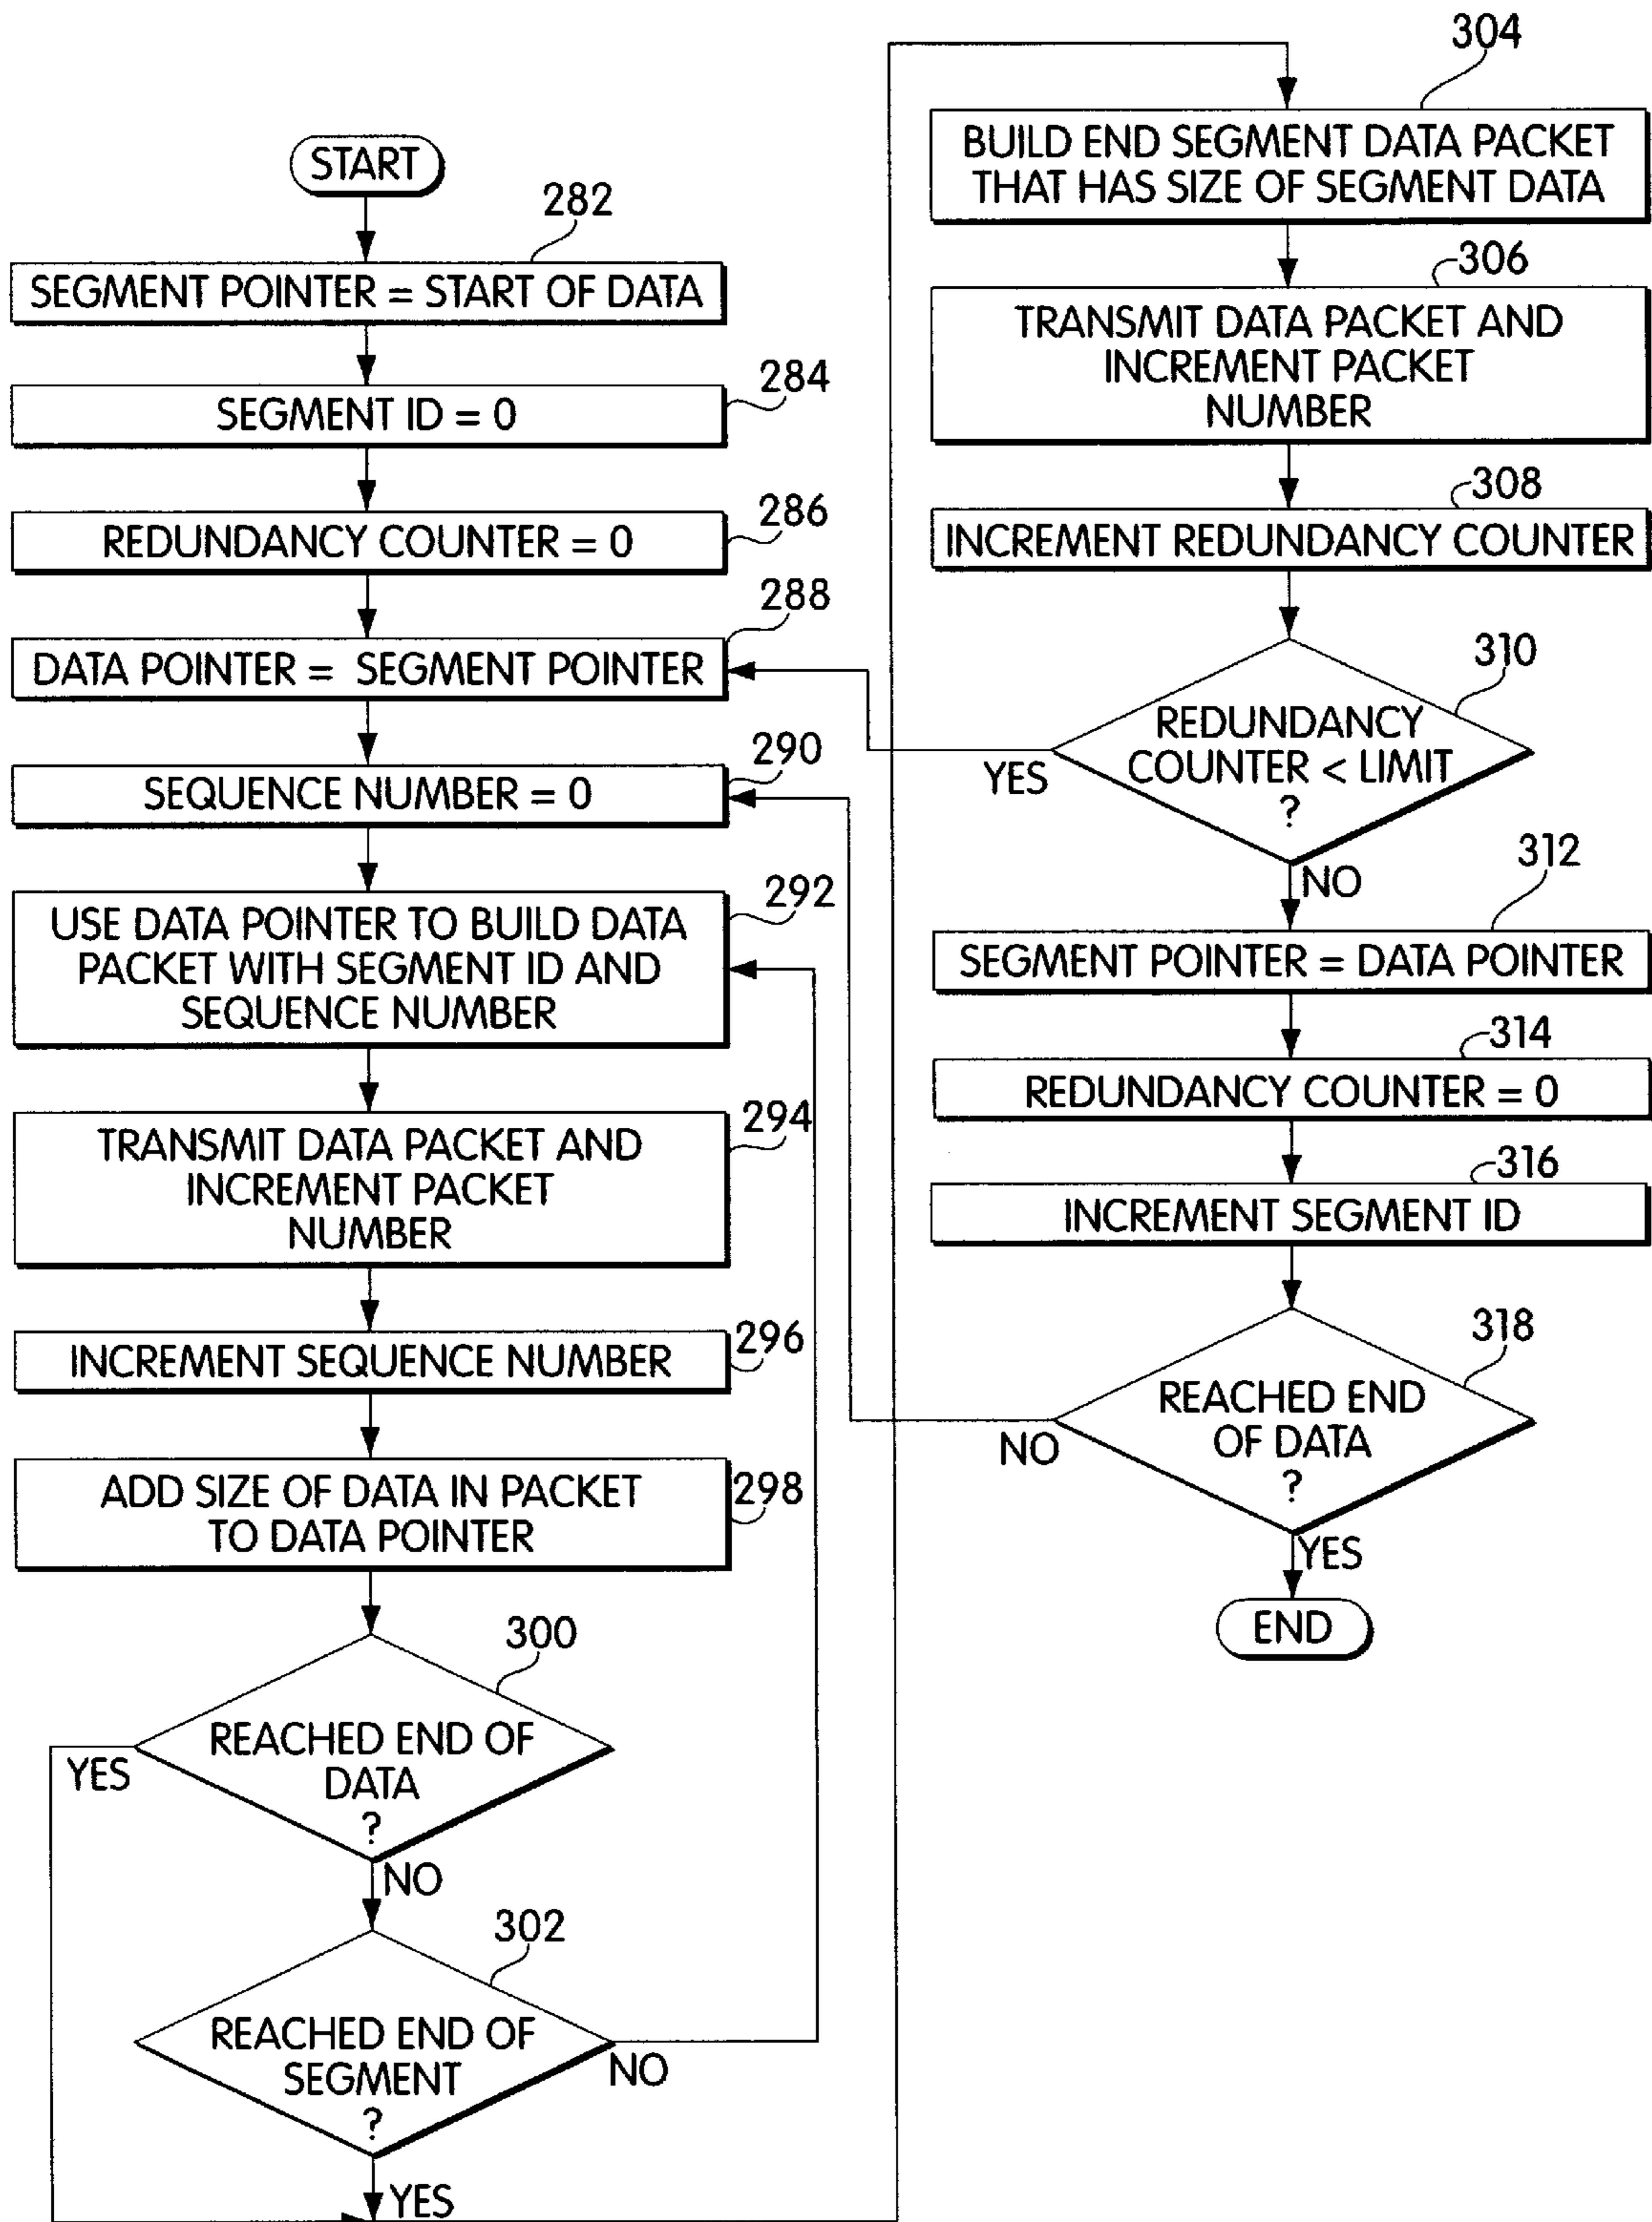 START
282
SEGMENT POINTER = START OF DATA
284
SEGMENT ID = 0
286
REDUNDANCY COUNTER = 0
288
DATA POINTER = SEGMENT POINTER
290
SEQUENCE NUMBER = 0
292
USE DATA POINTER TO BUILD DATA
PACKET WITH SEGMENT ID AND
SEQUENCE NUMBER
294
TRANSMIT DATA PACKET AND
INCREMENT PACKET
NUMBER
296
INCREMENT SEQUENCE NUMBER
298
ADD SIZE OF DATA IN PACKET
TO DATA POINTER
300
REACHED END OF
DATA
?
YES
NO
302
REACHED END OF
SEGMENT
?
NO
YES
304
BUILD END SEGMENT DATA PACKET
THAT HAS SIZE OF SEGMENT DATA
306
TRANSMIT DATA PACKET AND
INCREMENT PACKET
NUMBER
308
INCREMENT REDUNDANCY COUNTER
310
REDUNDANCY
COUNTER < LIMIT
?
YES
NO
312
SEGMENT POINTER = DATA POINTER
314
REDUNDANCY COUNTER = 0
316
INCREMENT SEGMENT ID
318
REACHED END
OF DATA
?
NO
YES
END